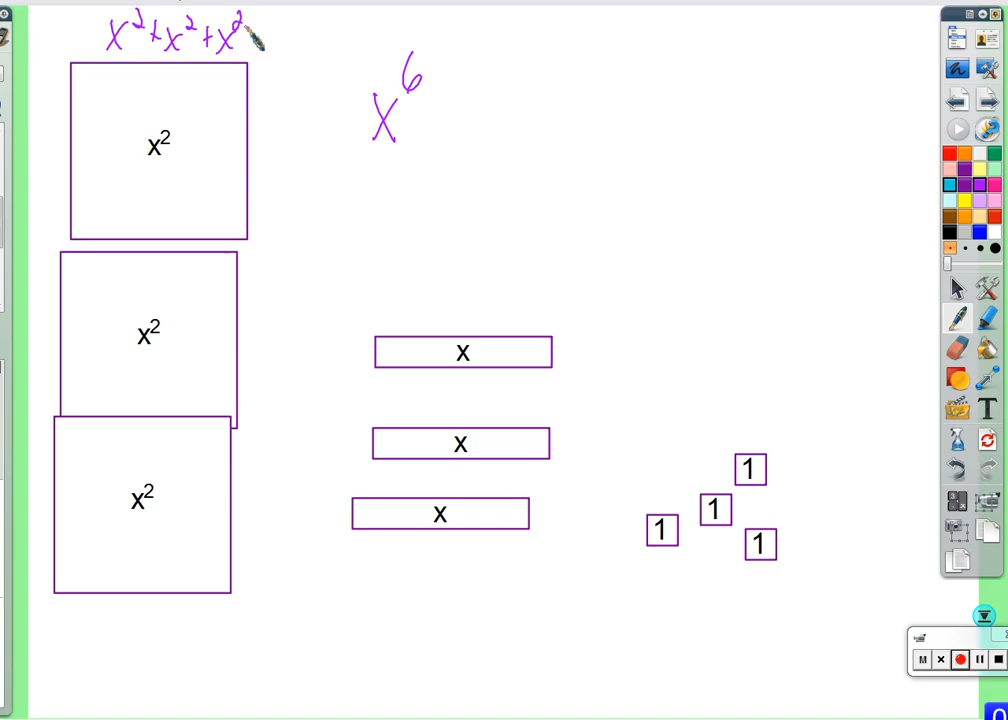 x² + x² + x²
x⁶
x²
x²
x
x
1
x²
x
1
1
1
M